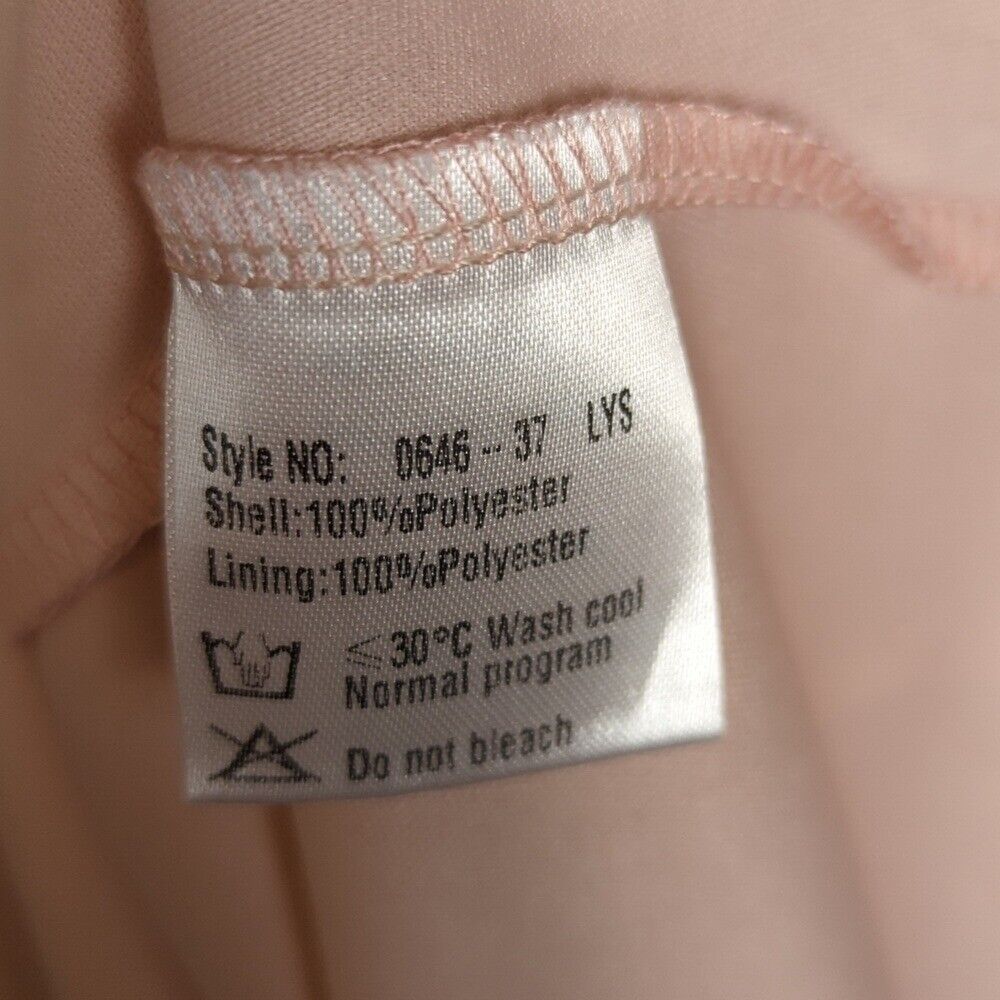 Style NO: 0646--37 LYS
Shell:100%Polyester
Lining:100%Polyester
≤30°C Wash cool
Normal program
Do not bleach